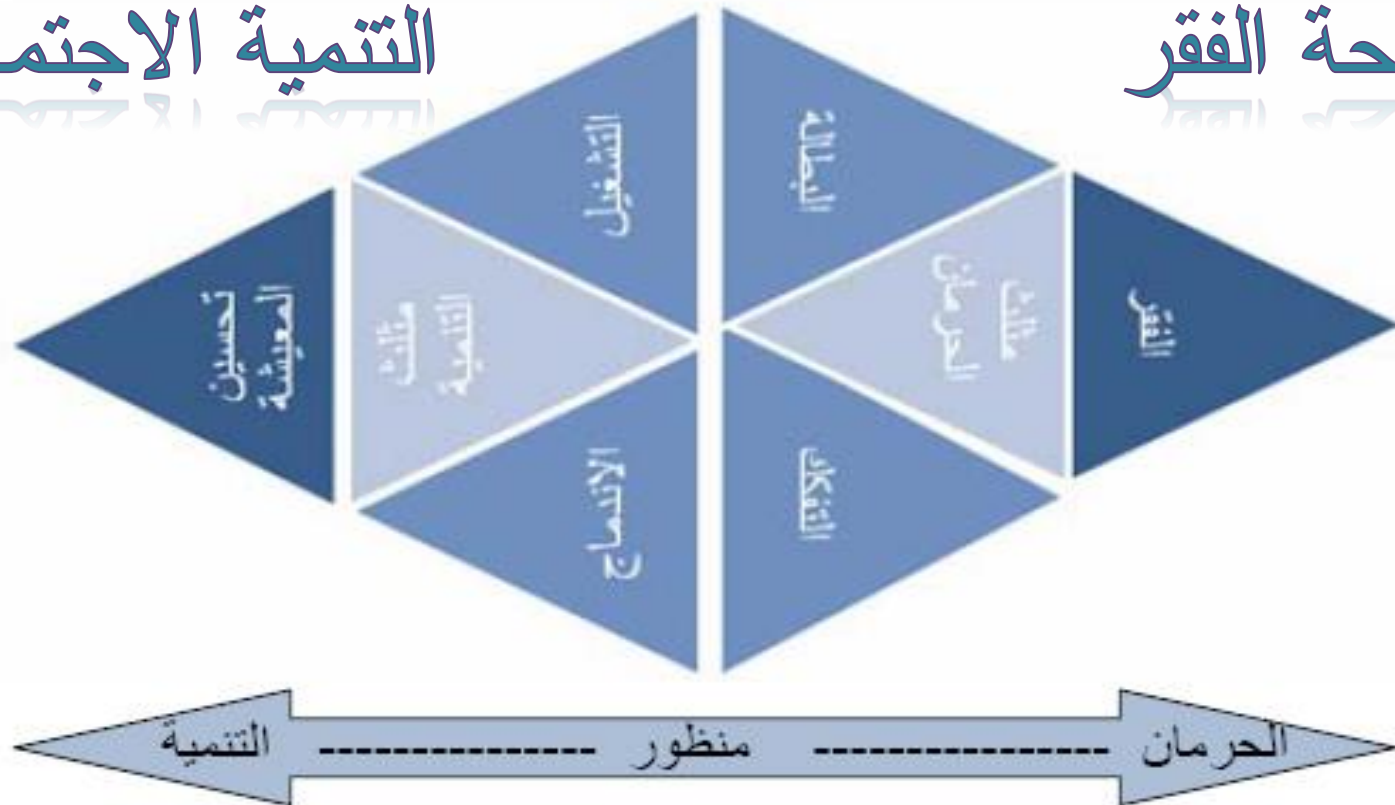 حة الفقر
التنمية الاجتم
البطالة
التشغيل
الفقر
مثلث
الحرمان
مثلث
التنمية
تحسين
المعيشة
التفكك
الاندماج
الحرمان ---------------- منظور --------------- التنمية